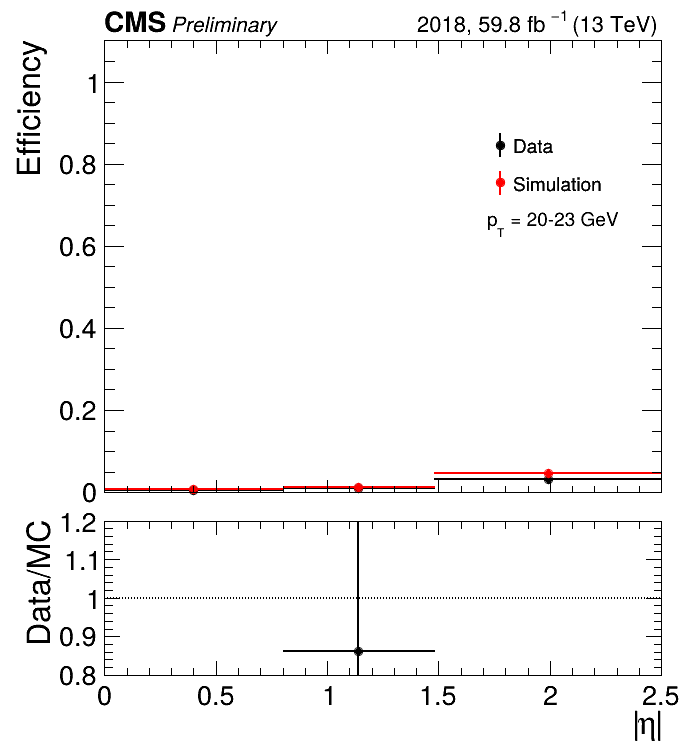 CMS Preliminary 2018, 59.8 fb⁻¹ (13 TeV)
Efficiency
1
0.8
0.6
0.4
0.2
0
Data
Simulation
p_T = 20-23 GeV
Data/MC
1.2
1.1
1
0.9
0.8
0 0.5 1 1.5 2 2.5
|η|